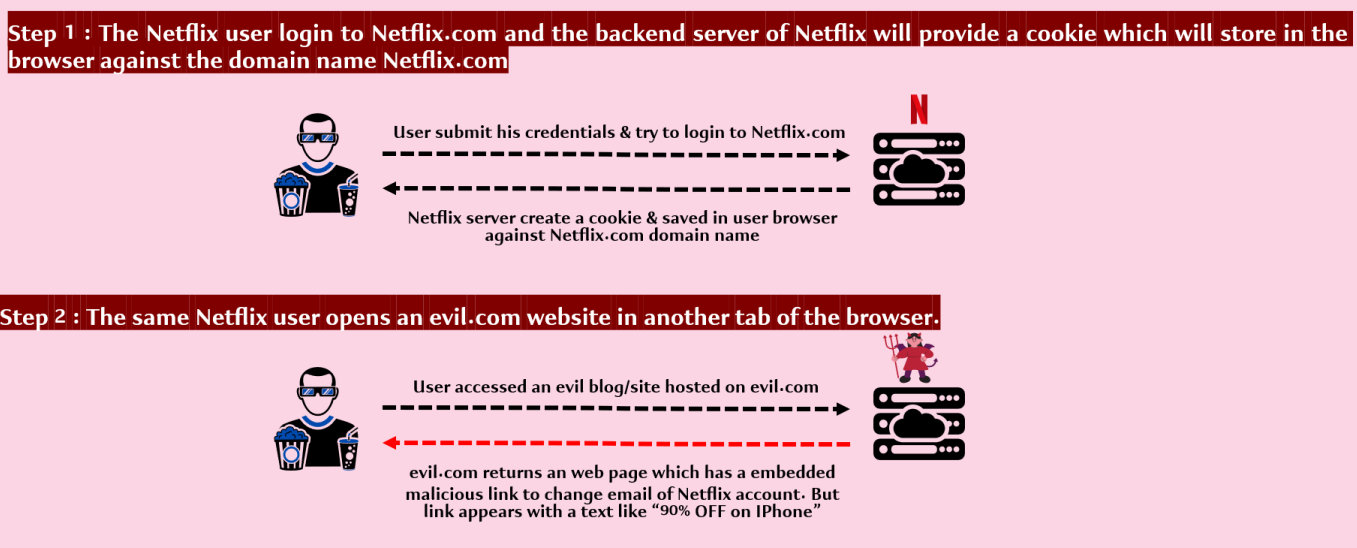 Step 1 : The Netflix user login to Netflix.com and the backend server of Netflix will provide a cookie which will store in the
browser against the domain name Netflix.com
N
User submit his credentials & try to login to Netflix.com
Netflix server create a cookie & saved in user browser
against Netflix.com domain name
Step 2 : The same Netflix user opens an evil.com website in another tab of the browser.
User accessed an evil blog/site hosted on evil.com
evil.com returns an web page which has a embedded
malicious link to change email of Netflix account. But
link appears with a text like “90% OFF on IPhone”